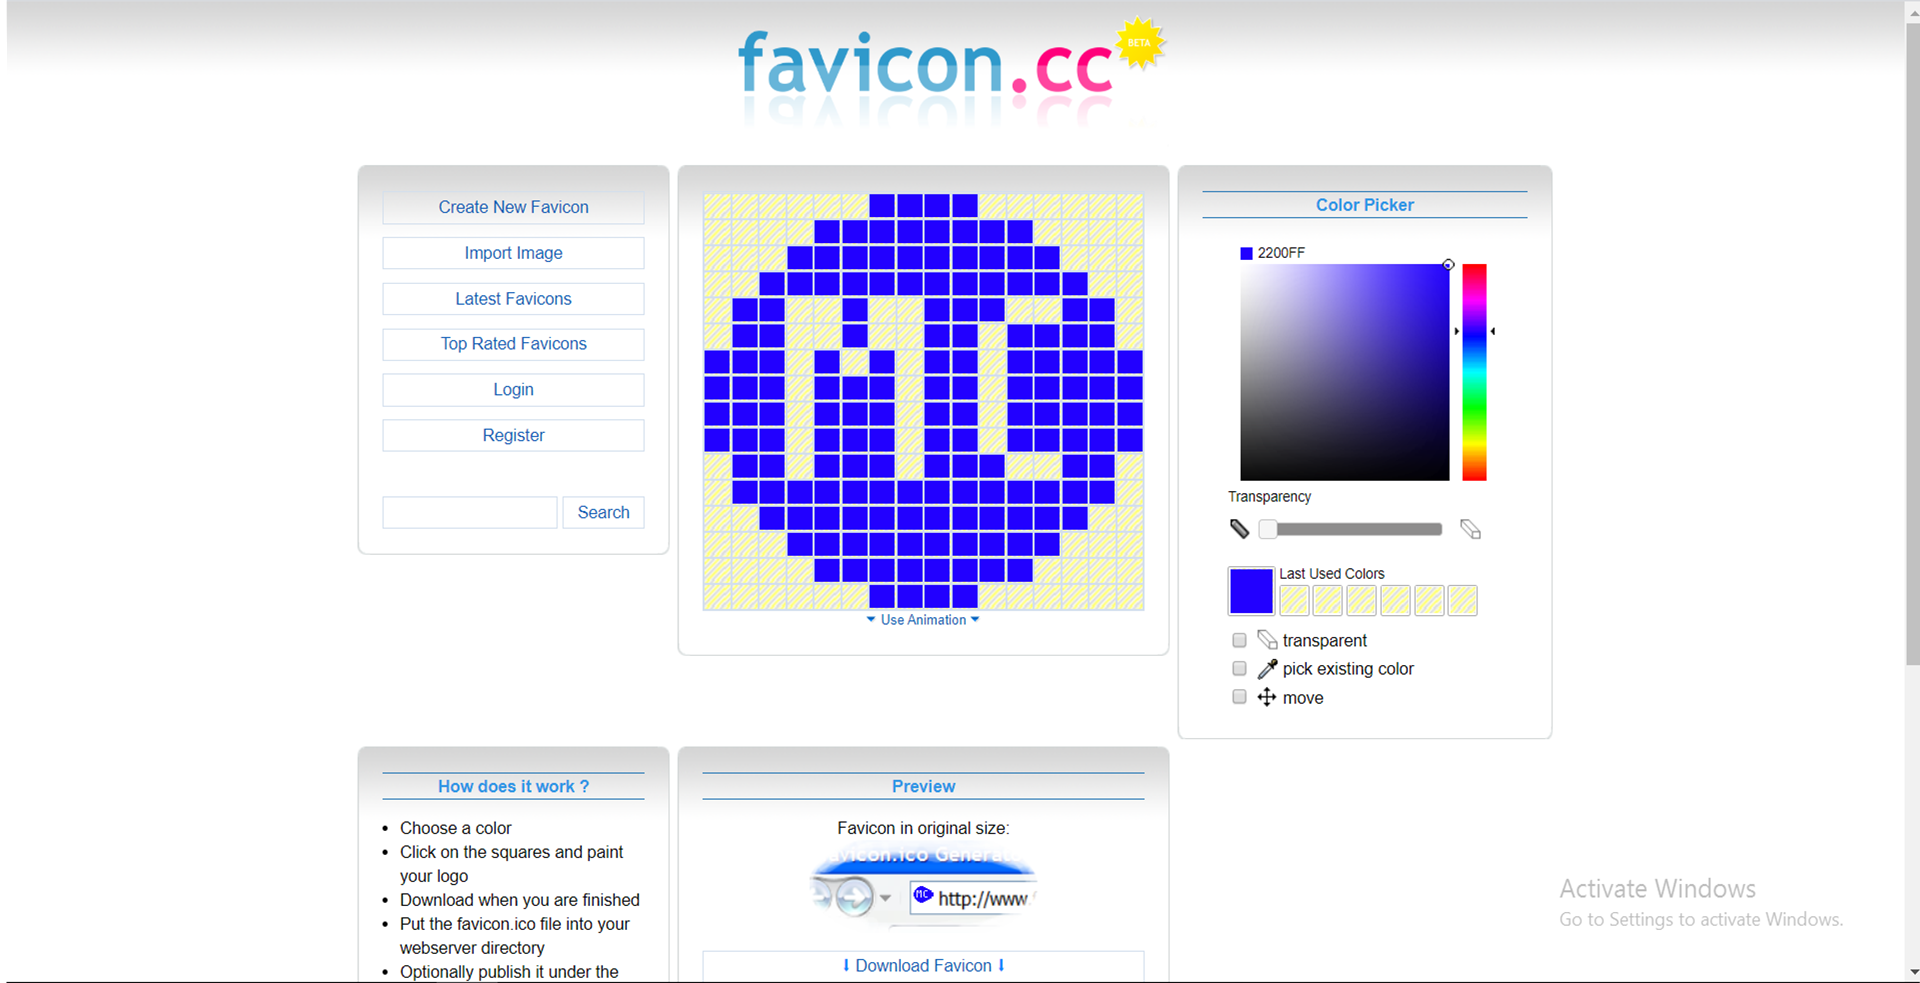 favicon.cc
BETA
Create New Favicon
Import Image
Latest Favicons
Top Rated Favicons
Login
Register
Search
MC
Use Animation
Color Picker
2200FF
Transparency
Last Used Colors
transparent
pick existing color
move
How does it work ?
Choose a color
Click on the squares and paint
your logo
Download when you are finished
Put the favicon.ico file into your
webserver directory
Optionally publish it under the
Preview
Favicon in original size:
avicon.ico Generat
MC
http://www.
Download Favicon
Activate Windows
Go to Settings to activate Windows.